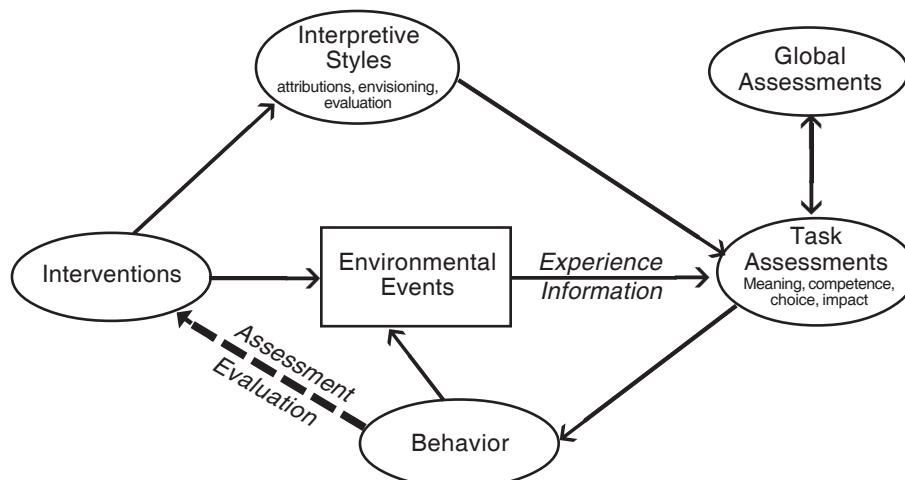 Interpretive
Styles
attributions, envisioning,
evaluation
Global
Assessments
Interventions
Environmental
Events
Experience
Information
Task
Assessments
Meaning, competence,
choice, impact
Assessment
Evaluation
Behavior